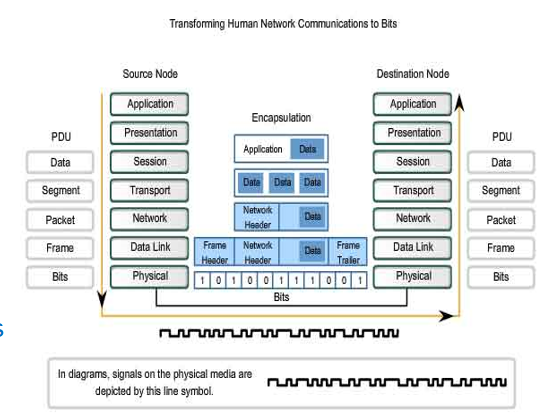 Transforming Human Network Communications to Bits
Source Node
Destination Node
Encapsulation
PDU
Data
Segment
Packet
Frame
Bits
Application
Presentation
Session
Transport
Network
Data Link
Physical
Application Data
Data Data Data
Network Header Data
Frame Header Network Header Data Frame Trailer
1 0 1 0 1 0 1 1 1 0 0 1
Bits
Application
Presentation
Session
Transport
Network
Data Link
Physical
PDU
Data
Segment
Packet
Frame
Bits
s
In diagrams, signals on the physical media are
depicted by this line symbol.